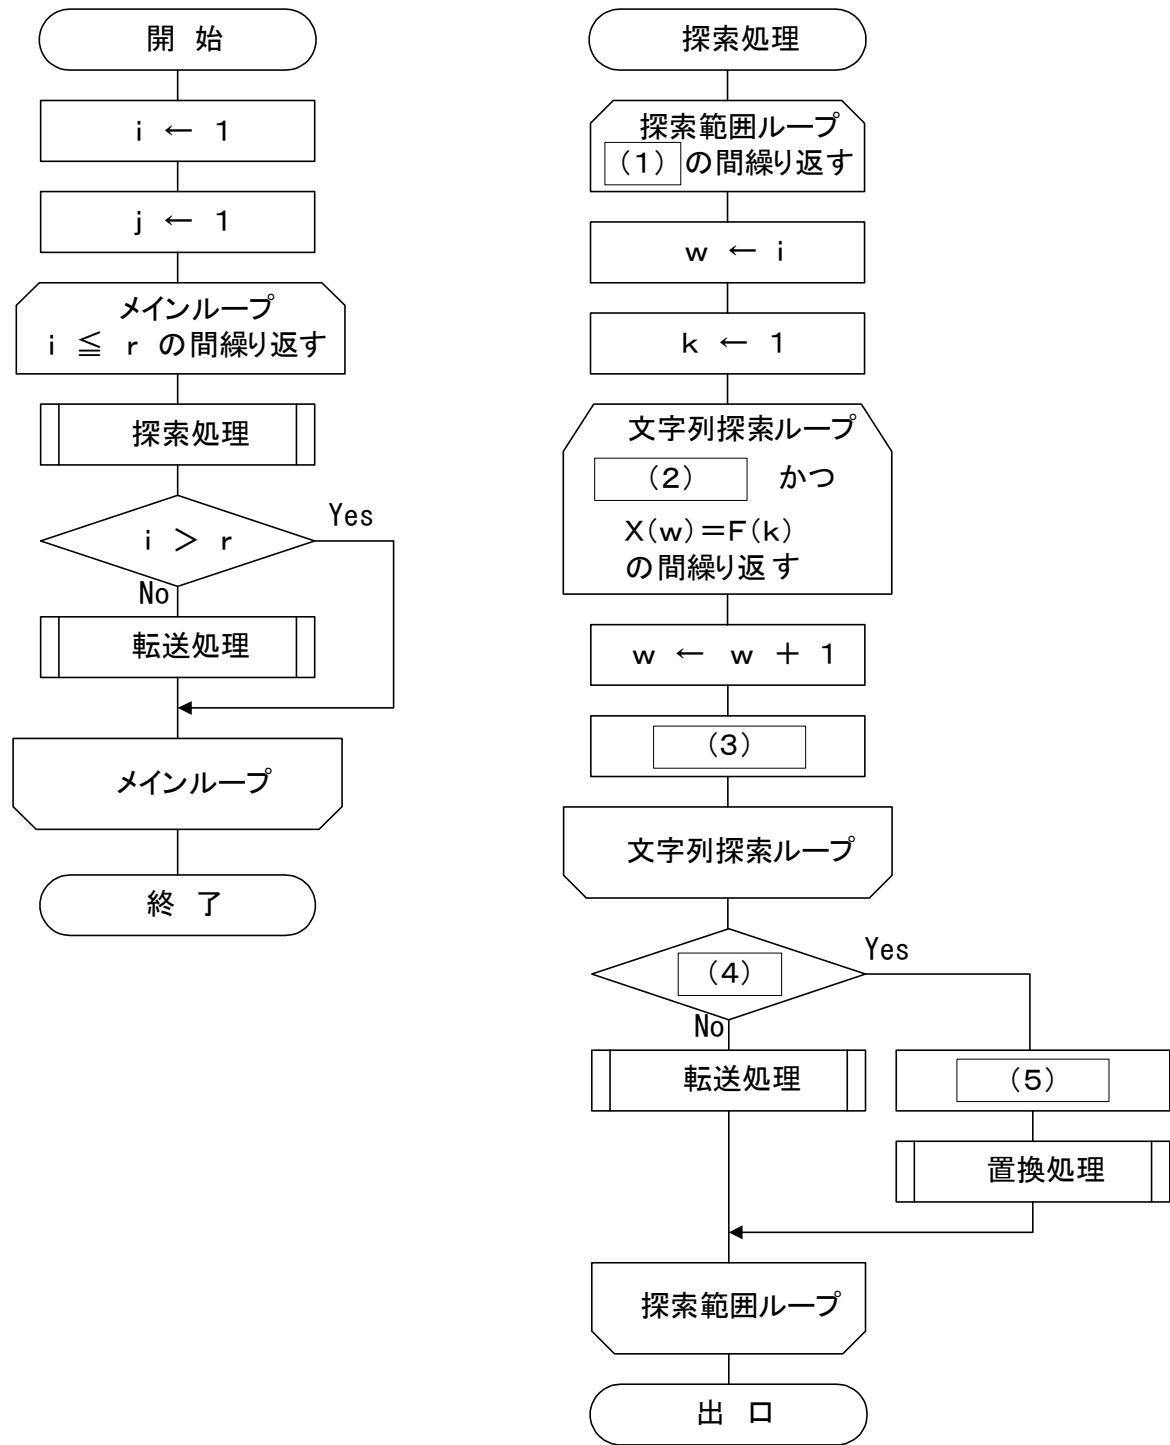 開 始
i ← 1
j ← 1
メインループ
i ≦ r の間繰り返す
探索処理
i ＞ r
Yes
No
転送処理
メインループ
終 了
探索処理
探索範囲ループ
（1） の間繰り返す
w ← i
k ← 1
文字列探索ループ
（2） かつ
X(w)＝F(k)
の間繰り返す
w ← w ＋ 1
（3）
文字列探索ループ
（4）
Yes
No
転送処理
（5）
置換処理
探索範囲ループ
出 口